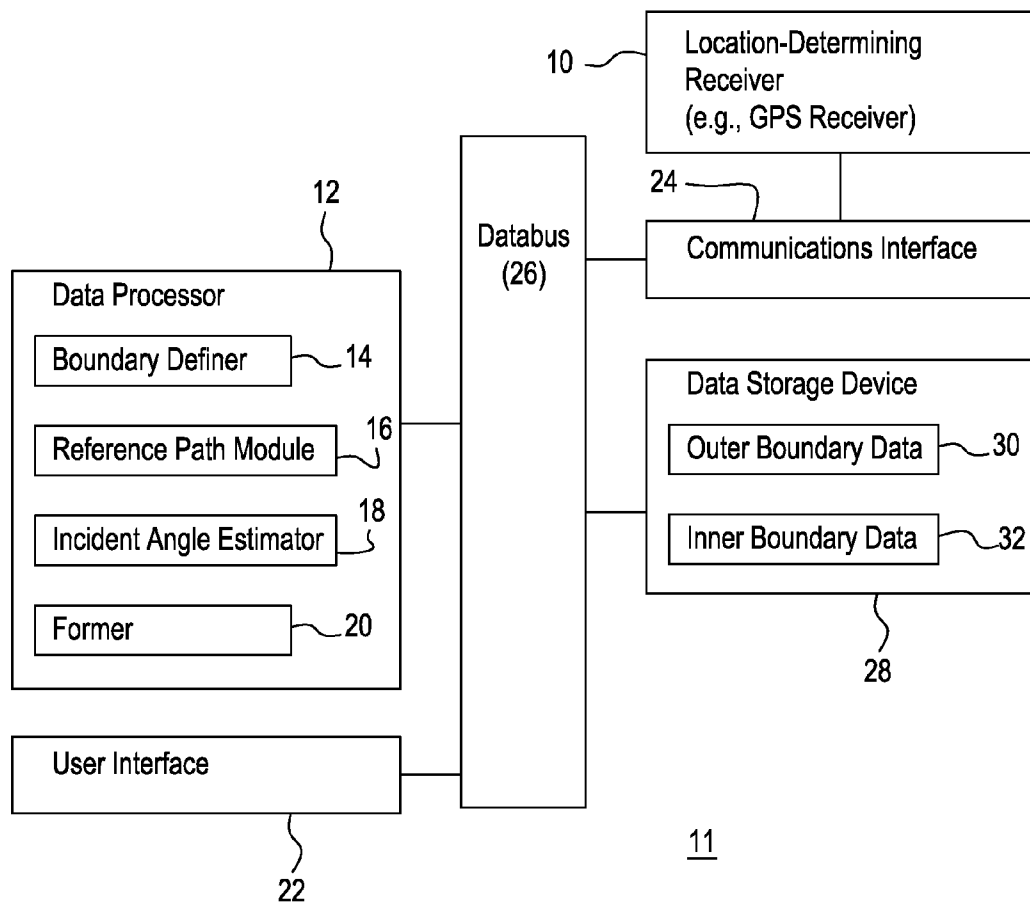 10
Location-Determining
Receiver
(e.g., GPS Receiver)
24
Communications Interface
12
Databus
(26)
Data Processor
Boundary Definer
14
Reference Path Module
16
Incident Angle Estimator
18
Former
20
Data Storage Device
Outer Boundary Data
30
Inner Boundary Data
32
28
User Interface
22
11